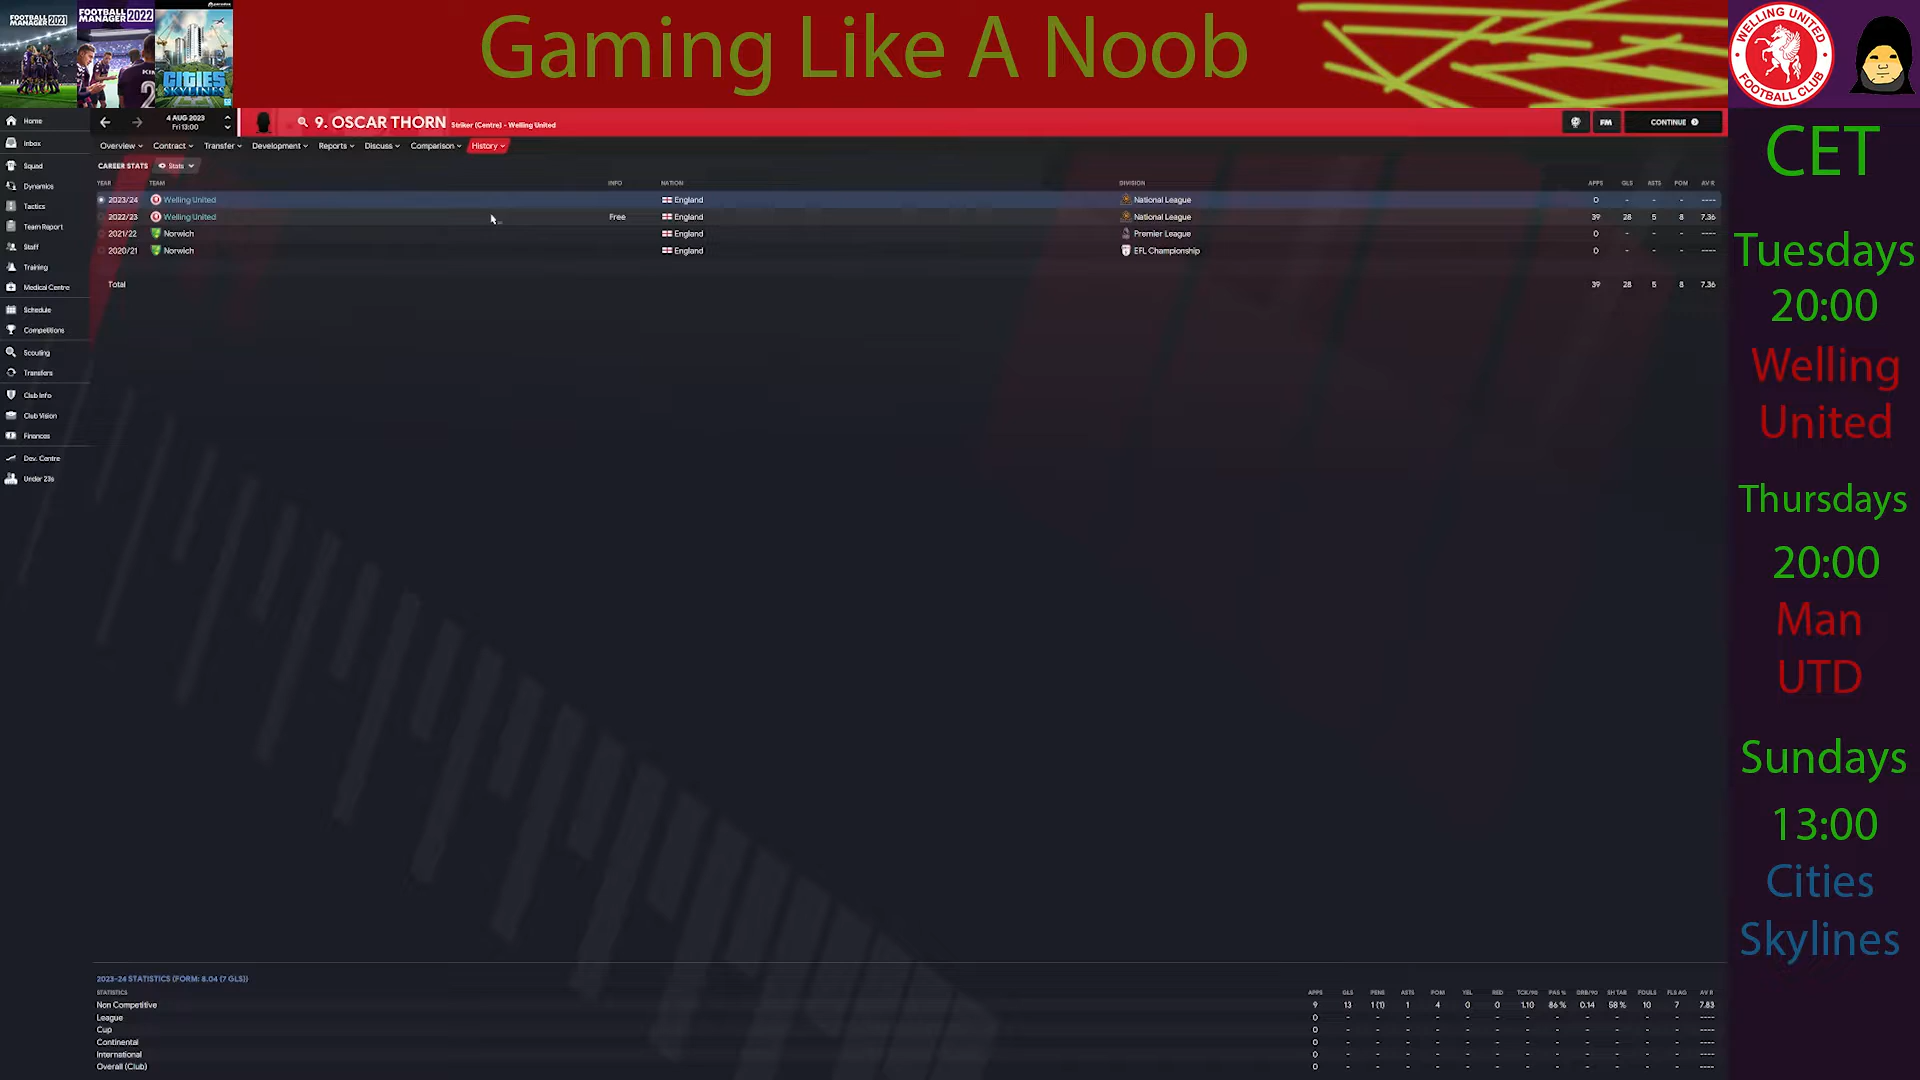 FOOTBALL MANAGER 2021
FOOTBALL MANAGER 2022
CITIES SKYLINES
Gaming Like A Noob
WELLING UNITED FOOTBALL CLUB
4 AUG 2023
Fri 13:00
9. OSCAR THORN Striker (Centre) - Welling United
FM
CONTINUE
Overview Contract Transfer Development Reports Discuss Comparison History
CAREER STATS Stats
YEAR TEAM INFO NATION DIVISION APPS GLS ASTS POM AV R
2023/24 Welling United England National League 0 - - - ----
2022/23 Welling United Free England National League 39 28 5 8 7.36
2021/22 Norwich England Premier League 0 - - - ----
2020/21 Norwich England EFL Championship 0 - - - ----
Total 39 28 5 8 7.36
Home
Inbox
Squad
Dynamics
Tactics
Team Report
Staff
Training
Medical Centre
Schedule
Competitions
Scouting
Transfers
Club Info
Club Vision
Finances
Dev. Centre
Under 23s
2023-24 STATISTICS (FORM: 8.04 (7 GLS))
STATISTICS APPS GLS PENS ASTS POM YEL RED TCK/90 PAS % DRB/90 SH TAR FOULS FLS AG AV R
Non Competitive 9 13 1 (1) 1 4 0 0 1.10 86 % 0.14 58 % 10 7 7.83
League 0 - - - - - - - - - - - - ----
Cup 0 - - - - - - - - - - - - ----
Continental 0 - - - - - - - - - - - - ----
International 0 - - - - - - - - - - - - ----
Overall (Club) 0 - - - - - - - - - - - - ----
CET
Tuesdays
20:00
Welling
United
Thursdays
20:00
Man
UTD
Sundays
13:00
Cities
Skylines